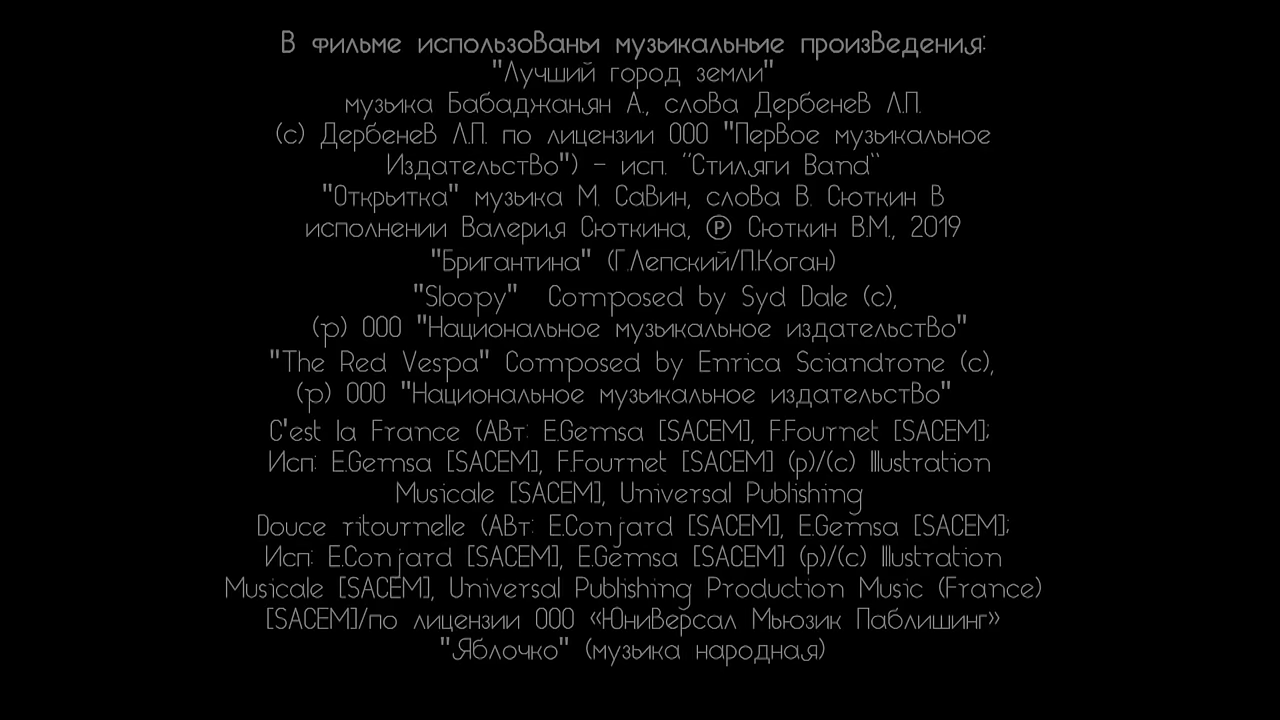 В фильме использованы музыкальные произведения:
"Лучший город земли"
музыка Бабаджанян А., слова Дербенев Л.П.
(с) Дербенев Л.П. по лицензии ООО "Первое музыкальное
Издательство") - исп. "Стиляги Band"
"Открытка" музыка М. Савин, слова В. Сюткин в
исполнении Валерия Сюткина, ℗ Сюткин В.М., 2019
"Бригантина" (Г.Лепский/П.Коган)
"Sloopy" Composed by Syd Dale (c),
(p) ООО "Национальное музыкальное издательство"
"The Red Vespa" Composed by Enrica Sciandrone (c),
(p) ООО "Национальное музыкальное издательство"
C'est la France (Авт: E.Gemsa [SACEM], F.Fournet [SACEM];
Исп: E.Gemsa [SACEM], F.Fournet [SACEM] (p)/(c) Illustration
Musicale [SACEM], Universal Publishing
Douce ritournelle (Авт: E.Conjard [SACEM], E.Gemsa [SACEM];
Исп: E.Conjard [SACEM], E.Gemsa [SACEM] (p)/(c) Illustration
Musicale [SACEM], Universal Publishing Production Music (France)
[SACEM]/по лицензии ООО «Юниверсал Мьюзик Паблишинг»
"Яблочко" (музыка народная)